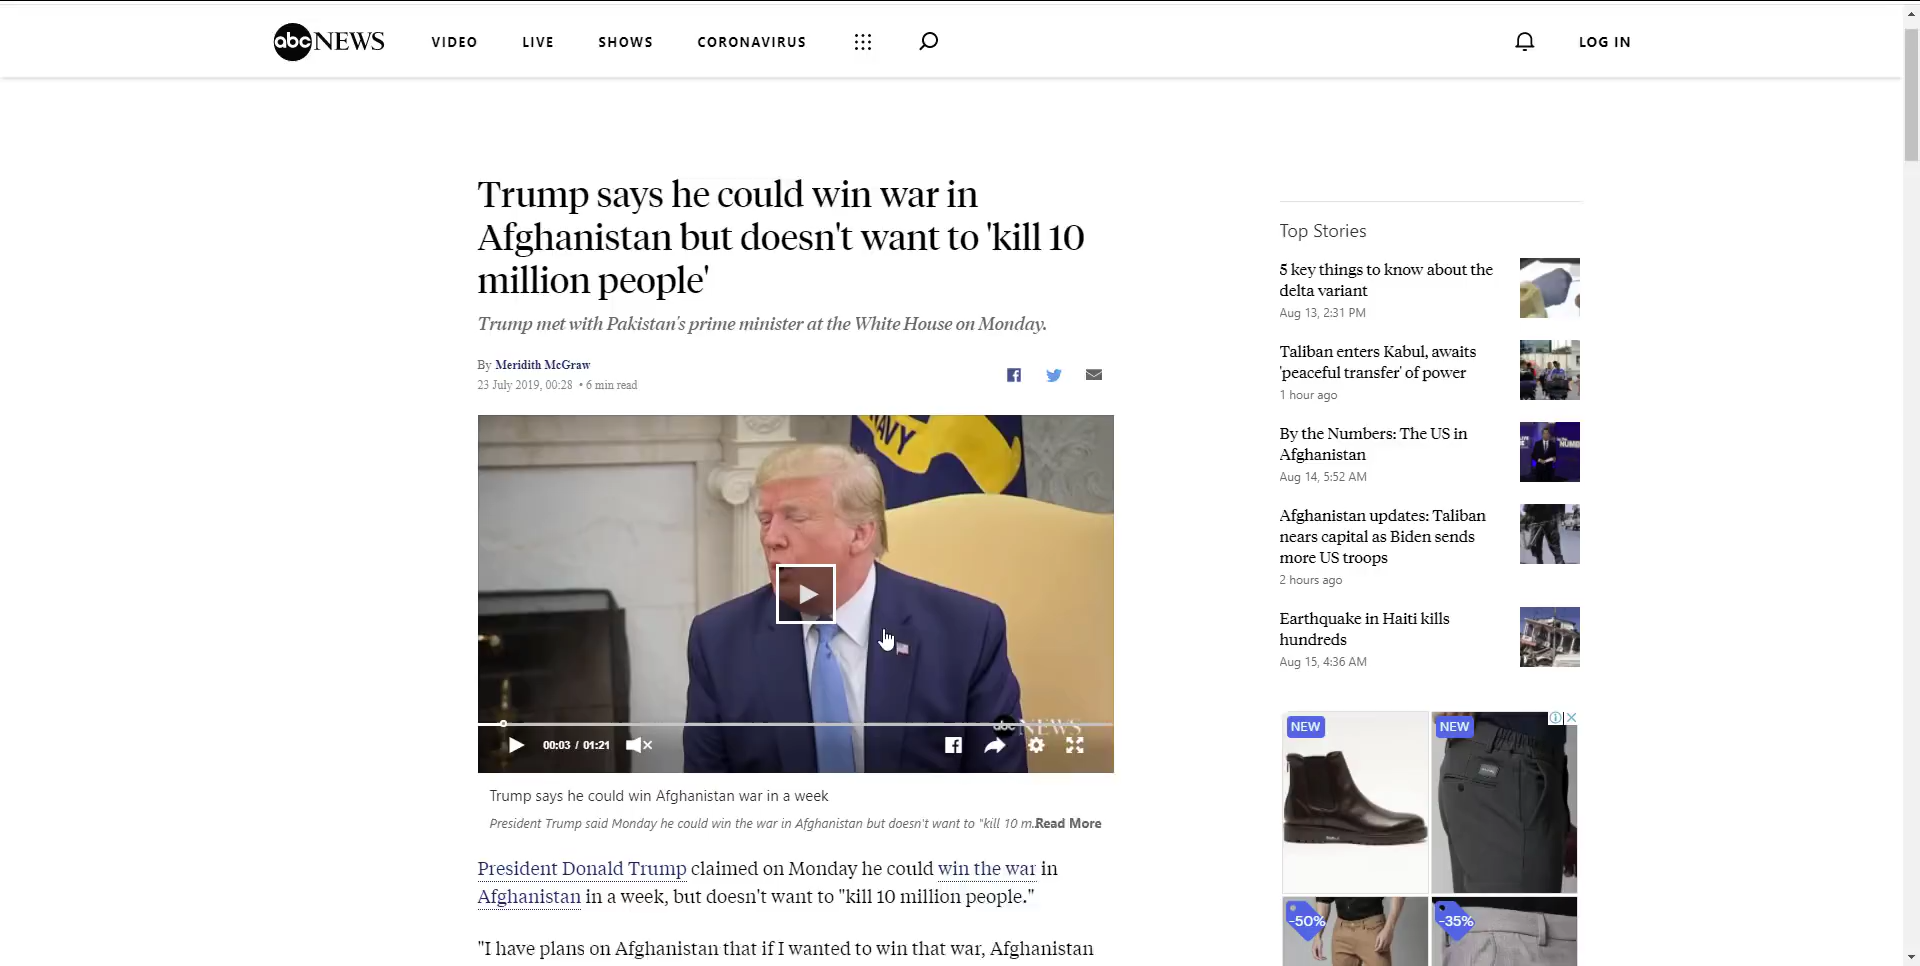 abc NEWS
VIDEO
LIVE
SHOWS
CORONAVIRUS
LOG IN
Trump says he could win war in
Afghanistan but doesn't want to 'kill 10
million people'
Trump met with Pakistan's prime minister at the White House on Monday.
By Meridith McGraw
23 July 2019, 00:28 • 6 min read
NAVY
abc NEWS
00:03 / 01:21
Trump says he could win Afghanistan war in a week
President Trump said Monday he could win the war in Afghanistan but doesn't want to "kill 10 m..Read More
President Donald Trump claimed on Monday he could win the war in
Afghanistan in a week, but doesn't want to "kill 10 million people."
"I have plans on Afghanistan that if I wanted to win that war, Afghanistan
Top Stories
5 key things to know about the
delta variant
Aug 13, 2:31 PM
Taliban enters Kabul, awaits
'peaceful transfer' of power
1 hour ago
By the Numbers: The US in
Afghanistan
Aug 14, 5:52 AM
Afghanistan updates: Taliban
nears capital as Biden sends
more US troops
2 hours ago
Earthquake in Haiti kills
hundreds
Aug 15, 4:36 AM
NEW
NEW
-50%
-35%